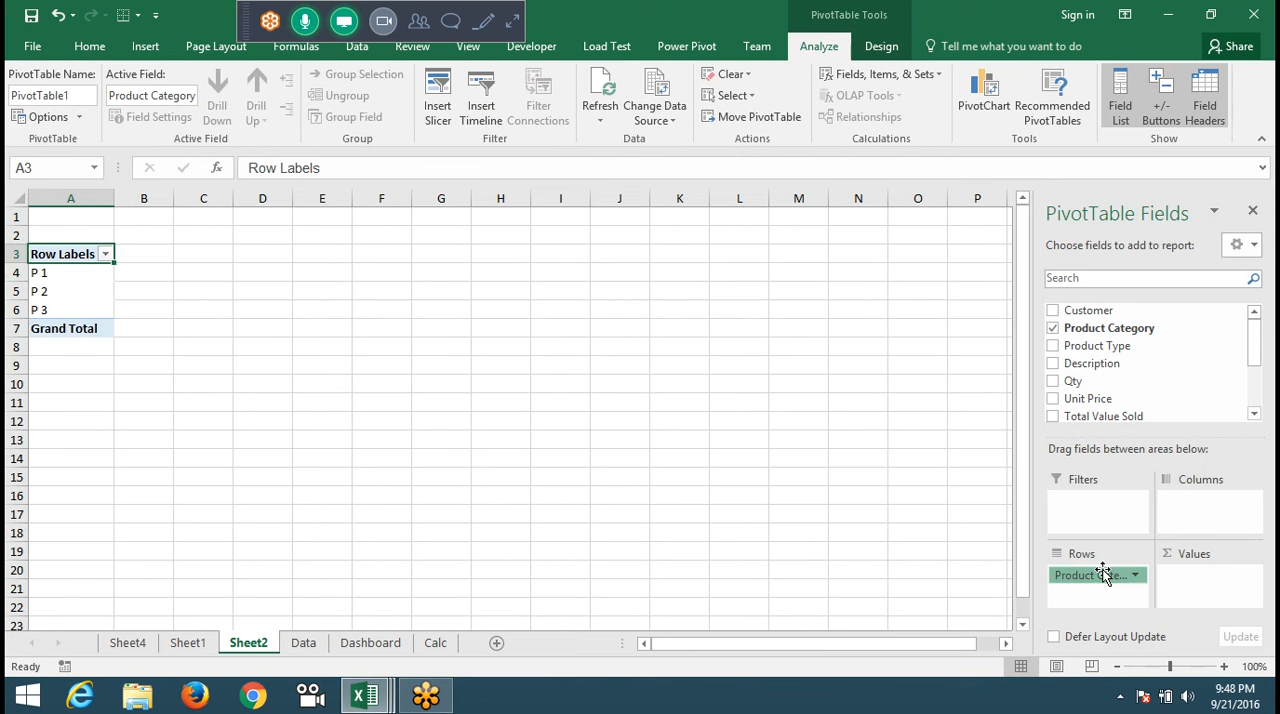 PivotTable Tools
Sign in
File Home Insert Page Layout Formulas Data Review View Developer Load Test Power Pivot Team Analyze Design Tell me what you want to do Share
PivotTable Name:
PivotTable1
Options
PivotTable
Active Field:
Product Category
Field Settings
Drill Down
Drill Up
Active Field
Group Selection
Ungroup
Group Field
Group
Insert Slicer
Insert Timeline
Filter Connections
Filter
Refresh
Change Data Source
Data
Clear
Select
Move PivotTable
Actions
Fields, Items, & Sets
OLAP Tools
Relationships
Calculations
PivotChart
Recommended PivotTables
Tools
Field List
+/- Buttons
Field Headers
Show
A3
fx
Row Labels
A B C D E F G H I J K L M N O P
1
2
3 Row Labels
4 P 1
5 P 2
6 P 3
7 Grand Total
8
9
10
11
12
13
14
15
16
17
18
19
20
21
22
23
PivotTable Fields
Choose fields to add to report:
Search
Customer
Product Category
Product Type
Description
Qty
Unit Price
Total Value Sold
Drag fields between areas below:
Filters
Columns
Rows
Σ Values
Defer Layout Update
Update
Sheet4 Sheet1 Sheet2 Data Dashboard Calc
Ready
100%
9:48 PM
9/21/2016